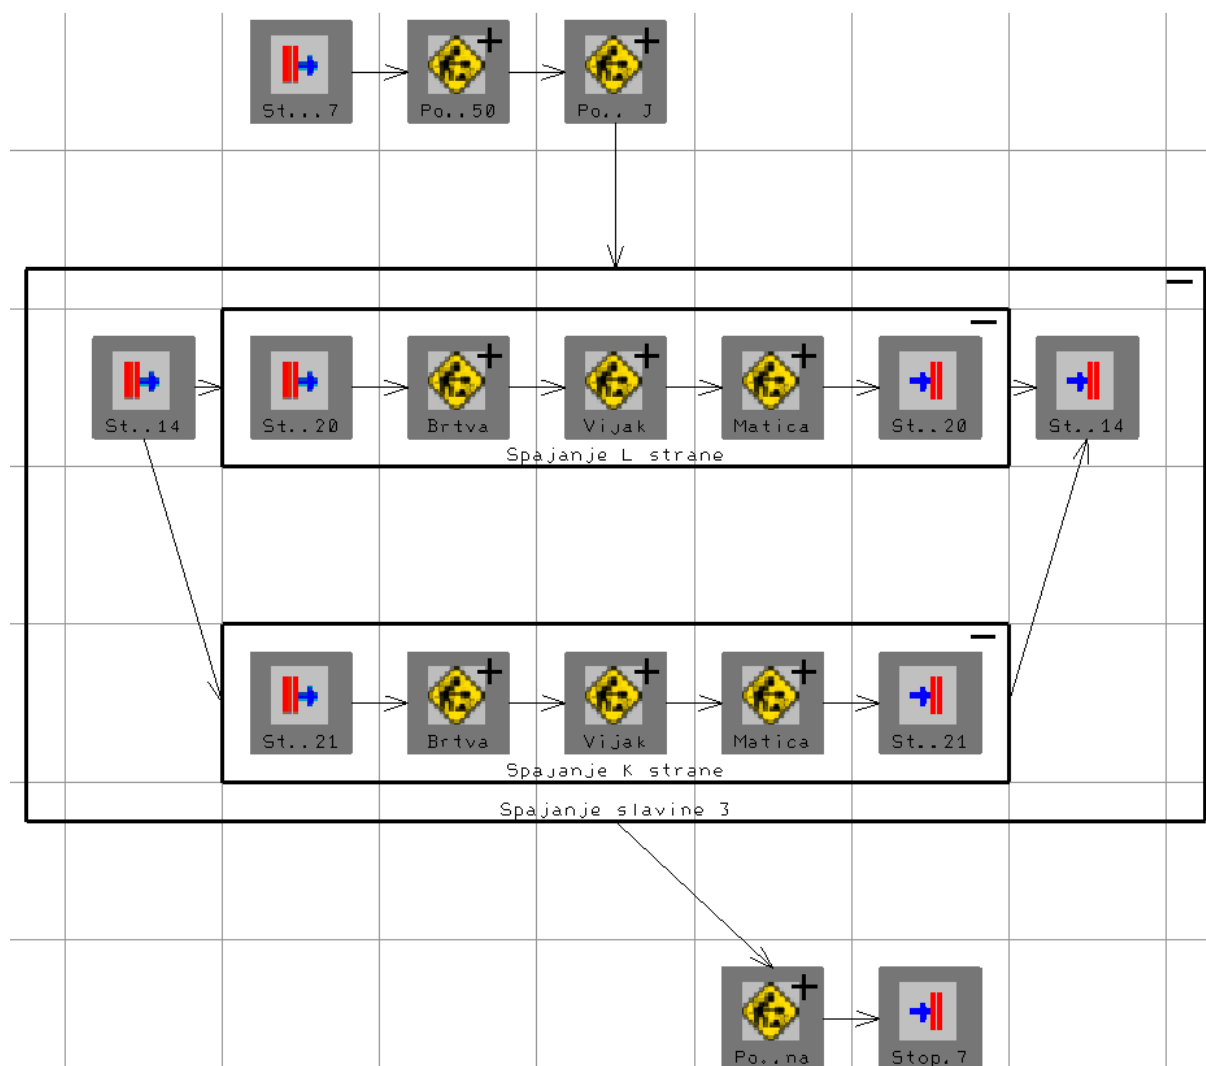 St...7
Po..50
Po.. J
St..14
St..20
Brtva
Vijak
Matica
St..20
St..14
Spajanje L strane
St..21
Brtva
Vijak
Matica
St..21
Spajanje K strane
Spajanje slavine 3
Po..na
Stop.7